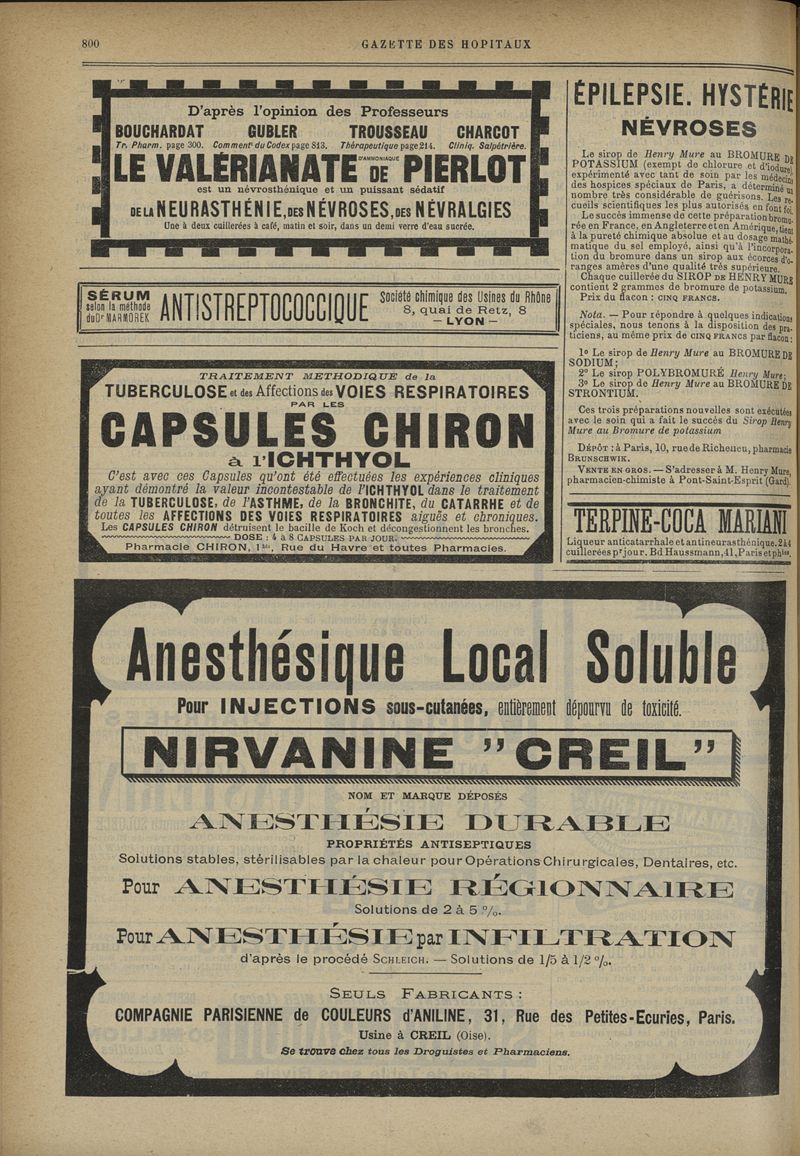 800
GAZETTE DES HOPITAUX
D'après l'opinion des Professeurs
BOUCHARDAT GUBLER TROUSSEAU CHARCOT
Tr. Pharm. page 300. Comment^re du Codex page 813. Thérapeutique page 214. Cliniq. Salpêtrière.
LE VALÉRIANATE D'AMMONIAQUE DE PIERLOT
est un névrosthénique et un puissant sédatif
DE LA NEURASTHÉNIE, DES NÉVROSES, DES NÉVRALGIES
Une à deux cuillerées à café, matin et soir, dans un demi verre d'eau sucrée.
SÉRUM
selon la méthode
du Dr MARMOREK
ANTISTREPTOCOCCIQUE
Société chimique des Usines du Rhône
8, quai de Retz, 8
— LYON —
TRAITEMENT METHODIQUE de la
TUBERCULOSE et des Affections des VOIES RESPIRATOIRES
PAR LES
CAPSULES CHIRON
à l'ICHTHYOL
C'est avec ces Capsules qu'ont été effectuées les expériences cliniques
ayant démontré la valeur incontestable de l'ICHTHYOL dans le traitement
de la TUBERCULOSE, de l'ASTHME, de la BRONCHITE, du CATARRHE et de
toutes les AFFECTIONS DES VOIES RESPIRATOIRES aiguës et chroniques.
Les CAPSULES CHIRON détruisent le bacille de Koch et décongestionnent les bronches.
DOSE : 4 à 8 CAPSULES PAR JOUR.
Pharmacie CHIRON, 1bis, Rue du Havre et toutes Pharmacies.
ÉPILEPSIE. HYSTÉRIE
NÉVROSES
Le sirop de Henry Mure au BROMURE DE
POTASSIUM (exempt de chlorure et d'iodure),
expérimenté avec tant de soin par les médecins
des hospices spéciaux de Paris, a déterminé un
nombre très considérable de guérisons. Les re-
cueils scientifiques les plus autorisés en font foi.
Le succès immense de cette préparation bromu-
rée en France, en Angleterre et en Amérique, tient
à la pureté chimique absolue et au dosage mathé-
matique du sel employé, ainsi qu'à l'incorpora-
tion du bromure dans un sirop aux écorces d'o-
ranges amères d'une qualité très supérieure.
Chaque cuillerée du SIROP DE HENRY MURE
contient 2 grammes de bromure de potassium.
Prix du flacon : CINQ FRANCS.
Nota. — Pour répondre à quelques indications
spéciales, nous tenons à la disposition des pra-
ticiens, au même prix de CINQ FRANCS par flacon :
1º Le sirop de Henry Mure au BROMURE DE
SODIUM;
2º Le sirop POLYBROMURÉ Henry Mure;
3º Le sirop de Henry Mure au BROMURE DE
STRONTIUM.
Ces trois préparations nouvelles sont exécutées
avec le soin qui a fait le succès du Sirop Henry
Mure au Bromure de potassium
DÉPÔT : à Paris, 10, rue de Richelieu, pharmacie
BRUNSCHWIK.
VENTE EN GROS. — S'adresser à M. Henry Mure,
pharmacien-chimiste à Pont-Saint-Esprit (Gard).
TERPINE-COCA MARIANI
Liqueur anticatarrhale et antineurasthénique. 2 à 4
cuillerées pr jour. Bd Haussmann, 41, Paris et phies.
Anesthésique Local Soluble
Pour INJECTIONS sous-cutanées, entièrement dépourvu de toxicité.
NIRVANINE "CREIL"
NOM ET MARQUE DÉPOSÉS
ANESTHÉSIE DURABLE
PROPRIÉTÉS ANTISEPTIQUES
Solutions stables, stérilisables par la chaleur pour Opérations Chirurgicales, Dentaires, etc.
Pour ANESTHÉSIE RÉGIONNAIRE
Solutions de 2 à 5 %.
Pour ANESTHÉSIE par INFILTRATION
d'après le procédé SCHLEICH. — Solutions de 1/5 à 1/2 %.
SEULS FABRICANTS :
COMPAGNIE PARISIENNE de COULEURS d'ANILINE, 31, Rue des Petites-Ecuries, Paris.
Usine à CREIL (Oise).
Se trouve chez tous les Droguistes et Pharmaciens.